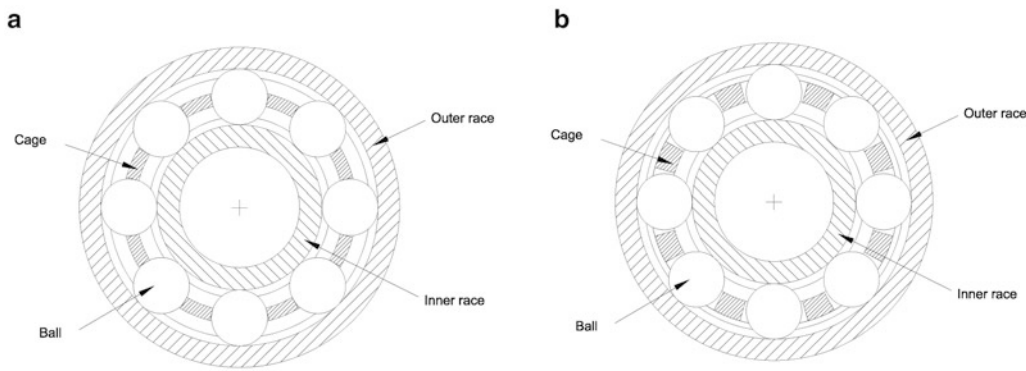 a
Cage
Ball
Outer race
Inner race
b
Cage
Ball
Outer race
Inner race